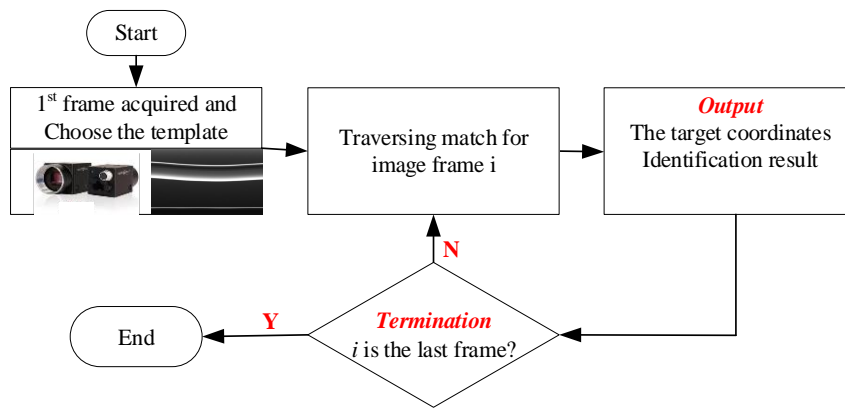 Start
1st frame acquired and
Choose the template
Traversing match for
image frame i
Output
The target coordinates
Identification result
N
Termination
i is the last frame?
Y
End